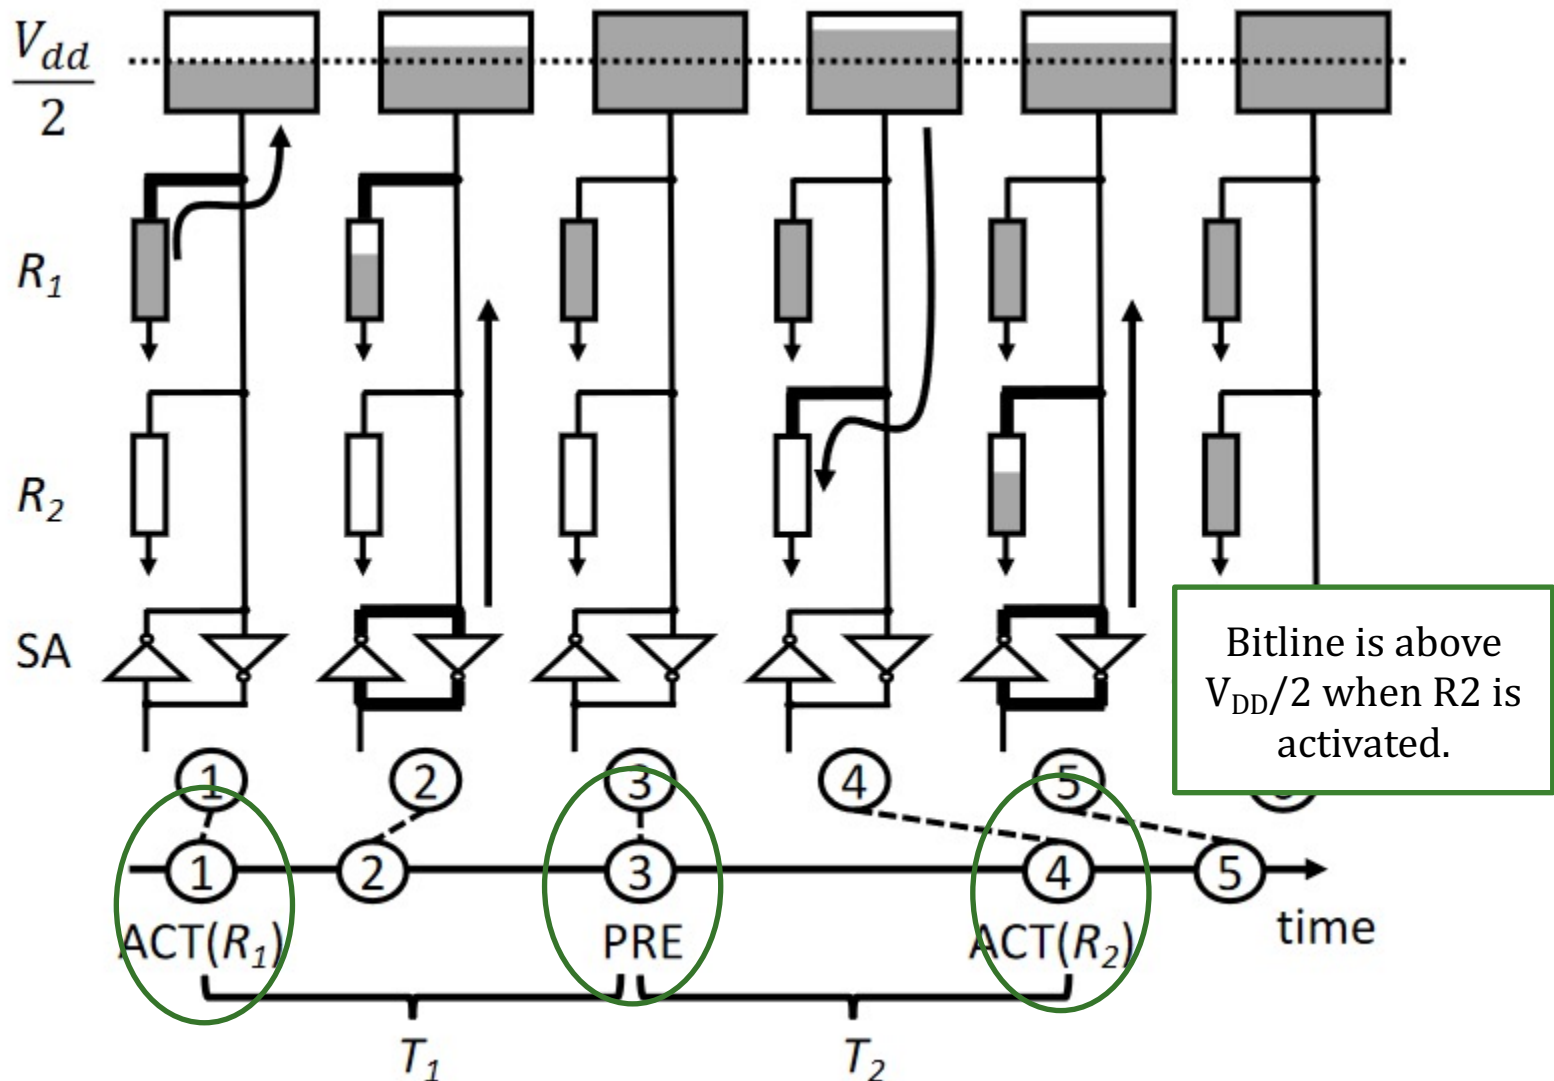 V_dd
2
R1
R2
SA
Bitline is above
V_DD/2 when R2 is
activated.
1 2 3 4 5
1 2 3 4 5
ACT(R1) PRE ACT(R2) time
T1 T2